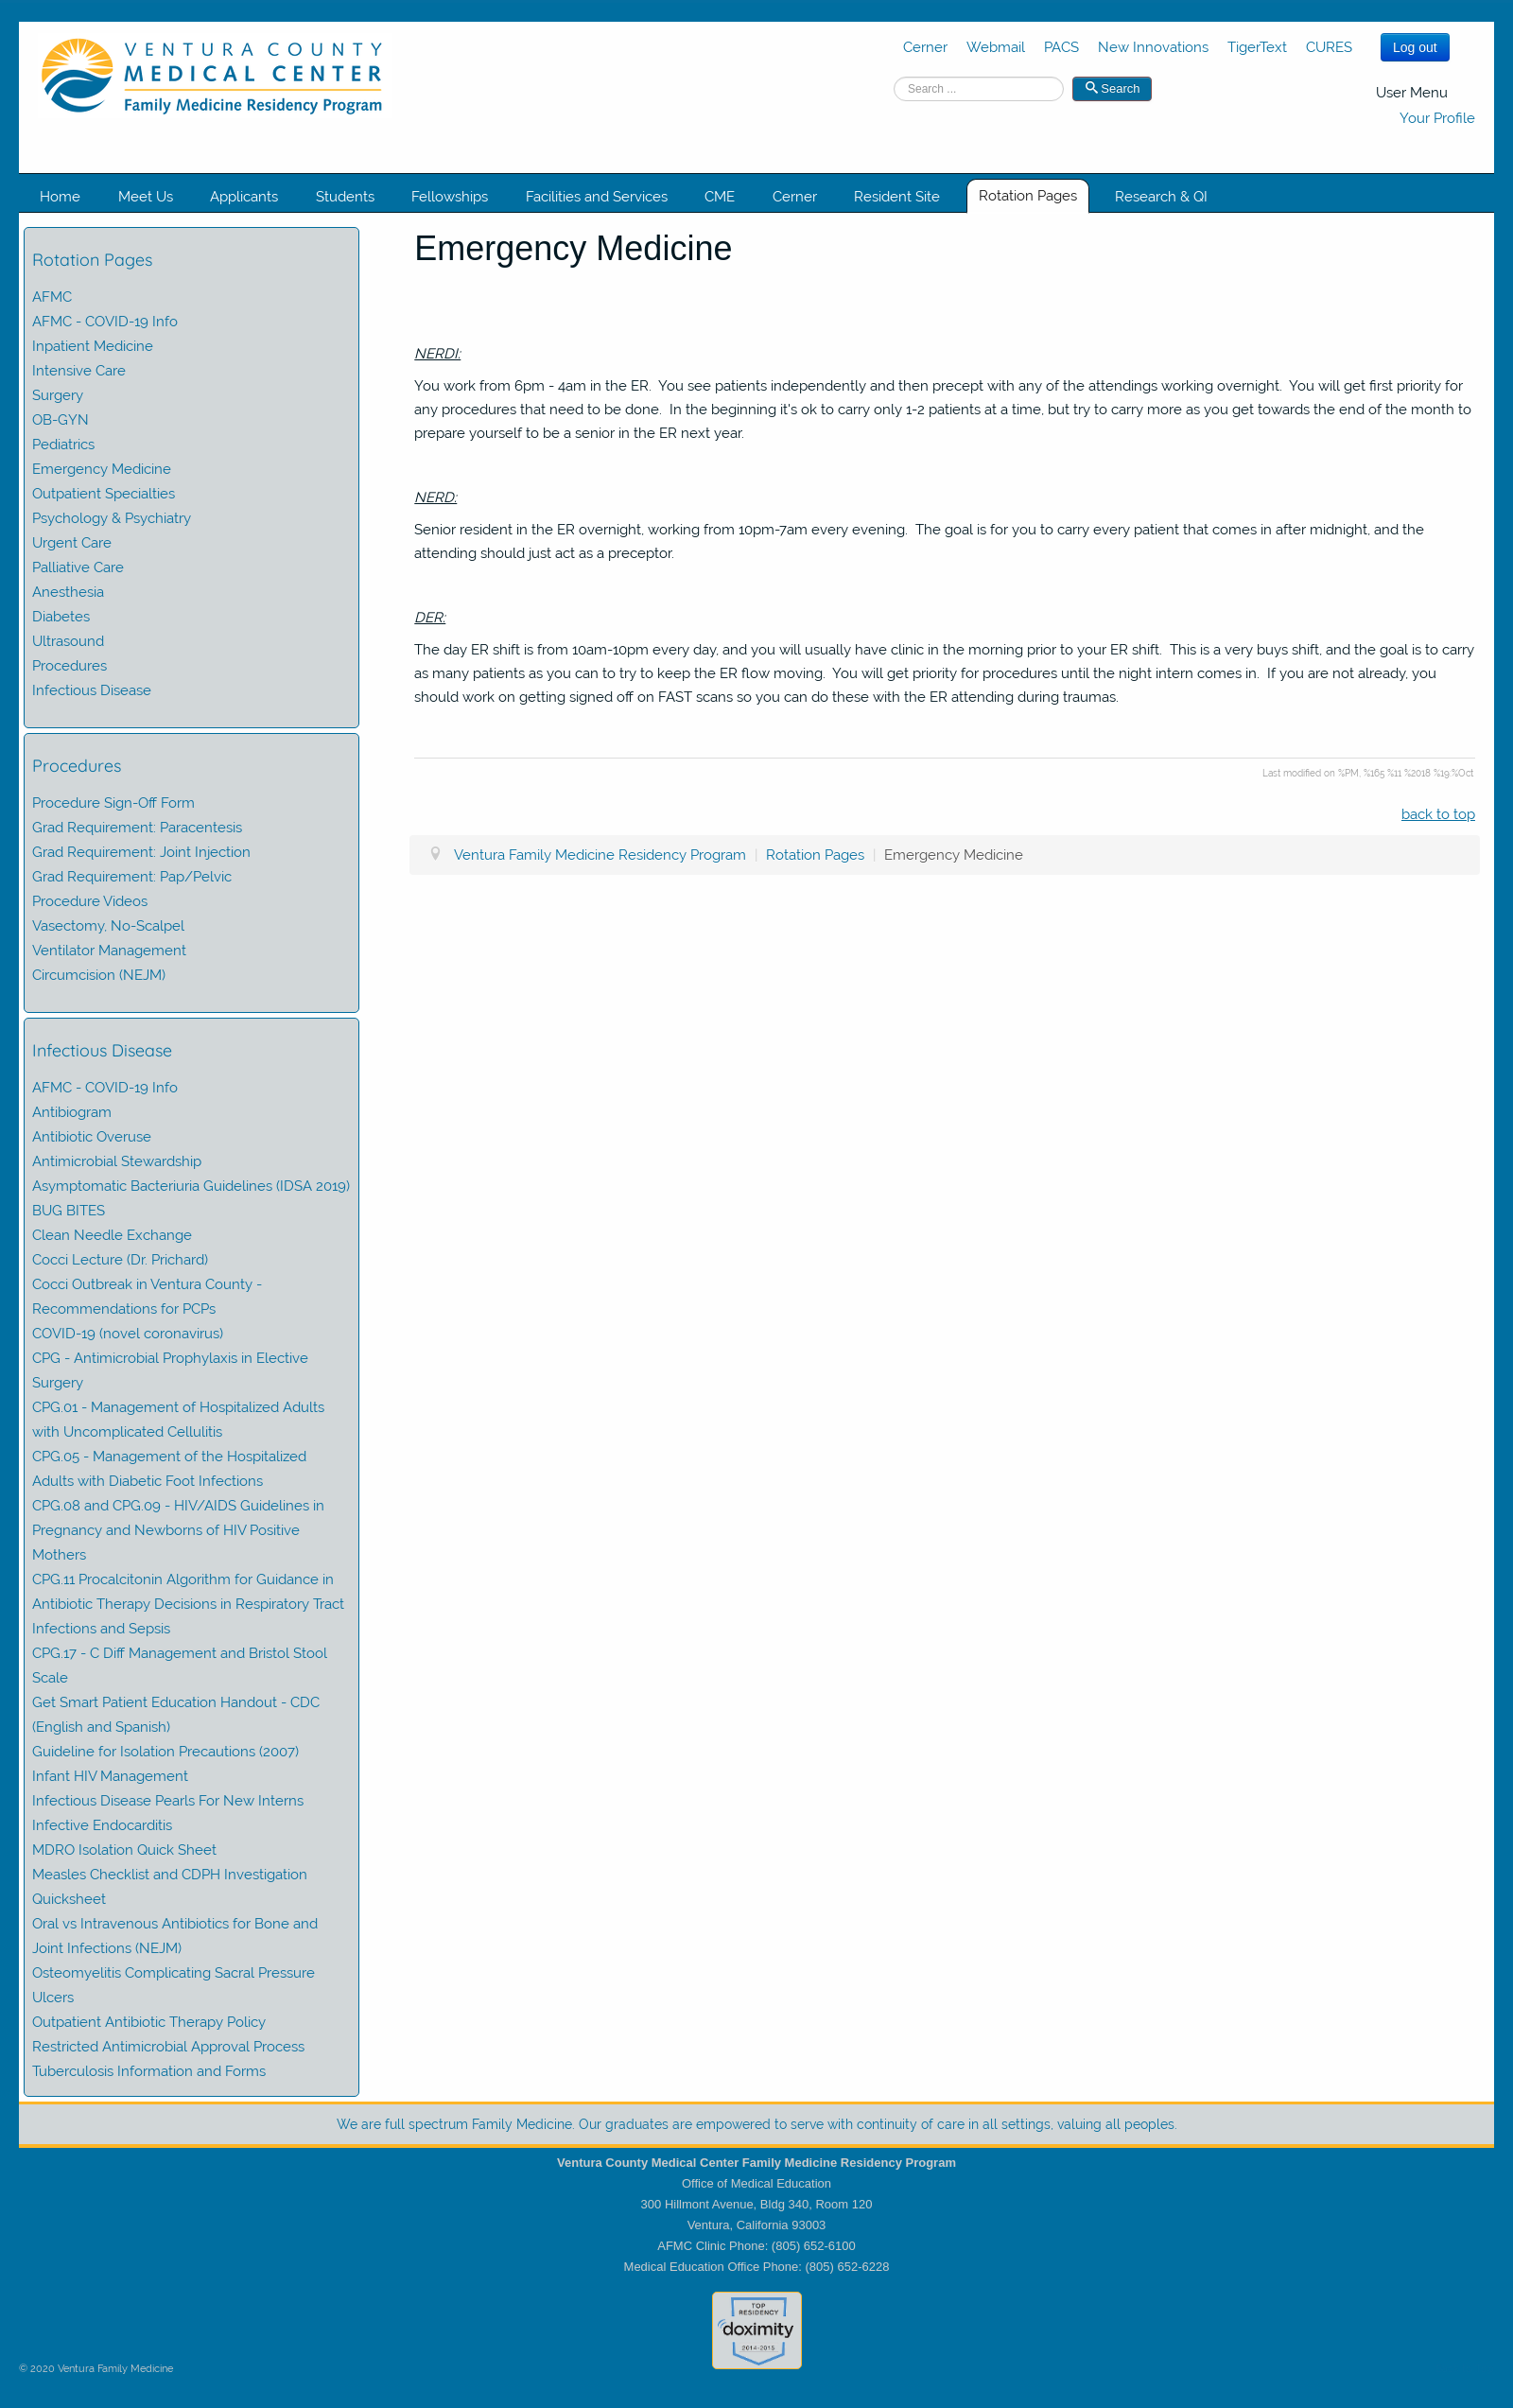 VENTURA COUNTY
MEDICAL CENTER
Family Medicine Residency Program
Cerner Webmail PACS New Innovations TigerText CURES Log out
Search ... Search
User Menu
Your Profile
Home Meet Us Applicants Students Fellowships Facilities and Services CME Cerner Resident Site Rotation Pages Research & QI
Rotation Pages
AFMC
AFMC - COVID-19 Info
Inpatient Medicine
Intensive Care
Surgery
OB-GYN
Pediatrics
Emergency Medicine
Outpatient Specialties
Psychology & Psychiatry
Urgent Care
Palliative Care
Anesthesia
Diabetes
Ultrasound
Procedures
Infectious Disease
Procedures
Procedure Sign-Off Form
Grad Requirement: Paracentesis
Grad Requirement: Joint Injection
Grad Requirement: Pap/Pelvic
Procedure Videos
Vasectomy, No-Scalpel
Ventilator Management
Circumcision (NEJM)
Infectious Disease
AFMC - COVID-19 Info
Antibiogram
Antibiotic Overuse
Antimicrobial Stewardship
Asymptomatic Bacteriuria Guidelines (IDSA 2019)
BUG BITES
Clean Needle Exchange
Cocci Lecture (Dr. Prichard)
Cocci Outbreak in Ventura County -
Recommendations for PCPs
COVID-19 (novel coronavirus)
CPG - Antimicrobial Prophylaxis in Elective
Surgery
CPG.01 - Management of Hospitalized Adults
with Uncomplicated Cellulitis
CPG.05 - Management of the Hospitalized
Adults with Diabetic Foot Infections
CPG.08 and CPG.09 - HIV/AIDS Guidelines in
Pregnancy and Newborns of HIV Positive
Mothers
CPG.11 Procalcitonin Algorithm for Guidance in
Antibiotic Therapy Decisions in Respiratory Tract
Infections and Sepsis
CPG.17 - C Diff Management and Bristol Stool
Scale
Get Smart Patient Education Handout - CDC
(English and Spanish)
Guideline for Isolation Precautions (2007)
Infant HIV Management
Infectious Disease Pearls For New Interns
Infective Endocarditis
MDRO Isolation Quick Sheet
Measles Checklist and CDPH Investigation
Quicksheet
Oral vs Intravenous Antibiotics for Bone and
Joint Infections (NEJM)
Osteomyelitis Complicating Sacral Pressure
Ulcers
Outpatient Antibiotic Therapy Policy
Restricted Antimicrobial Approval Process
Tuberculosis Information and Forms
Emergency Medicine
NERDI:
You work from 6pm - 4am in the ER. You see patients independently and then precept with any of the attendings working overnight. You will get first priority for
any procedures that need to be done. In the beginning it's ok to carry only 1-2 patients at a time, but try to carry more as you get towards the end of the month to
prepare yourself to be a senior in the ER next year.
NERD:
Senior resident in the ER overnight, working from 10pm-7am every evening. The goal is for you to carry every patient that comes in after midnight, and the
attending should just act as a preceptor.
DER:
The day ER shift is from 10am-10pm every day, and you will usually have clinic in the morning prior to your ER shift. This is a very buys shift, and the goal is to carry
as many patients as you can to try to keep the ER flow moving. You will get priority for procedures until the night intern comes in. If you are not already, you
should work on getting signed off on FAST scans so you can do these with the ER attending during traumas.
Last modified on %PM, %165 %11 %2018 %19:%Oct
back to top
Ventura Family Medicine Residency Program | Rotation Pages | Emergency Medicine
We are full spectrum Family Medicine. Our graduates are empowered to serve with continuity of care in all settings, valuing all peoples.
Ventura County Medical Center Family Medicine Residency Program
Office of Medical Education
300 Hillmont Avenue, Bldg 340, Room 120
Ventura, California 93003
AFMC Clinic Phone: (805) 652-6100
Medical Education Office Phone: (805) 652-6228
TOP
RESIDENCY
doximity
2014-2015
© 2020 Ventura Family Medicine